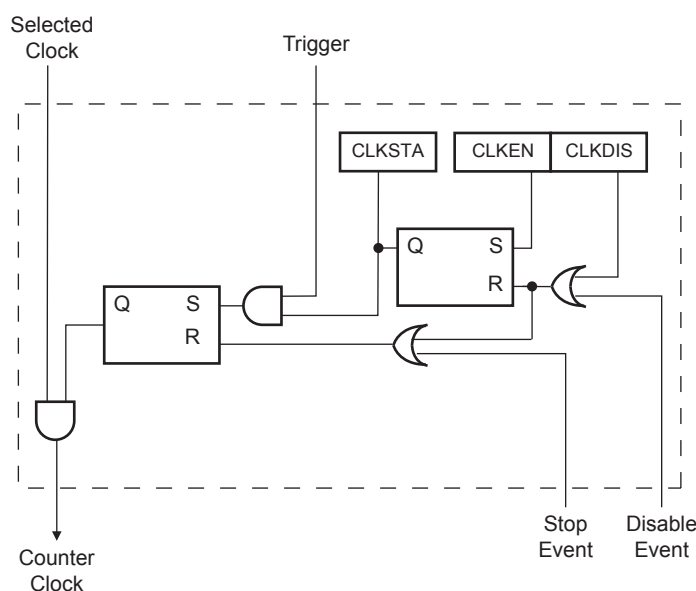 Selected
Clock
Trigger
CLKSTA
CLKEN
CLKDIS
Q
S
R
Q
S
R
Stop
Event
Disable
Event
Counter
Clock